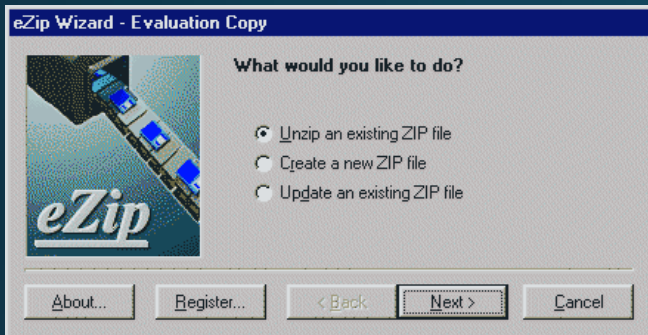 eZip Wizard - Evaluation Copy
What would you like to do?
Unzip an existing ZIP file
Create a new ZIP file
Update an existing ZIP file
eZip
About... Register... < Back Next > Cancel